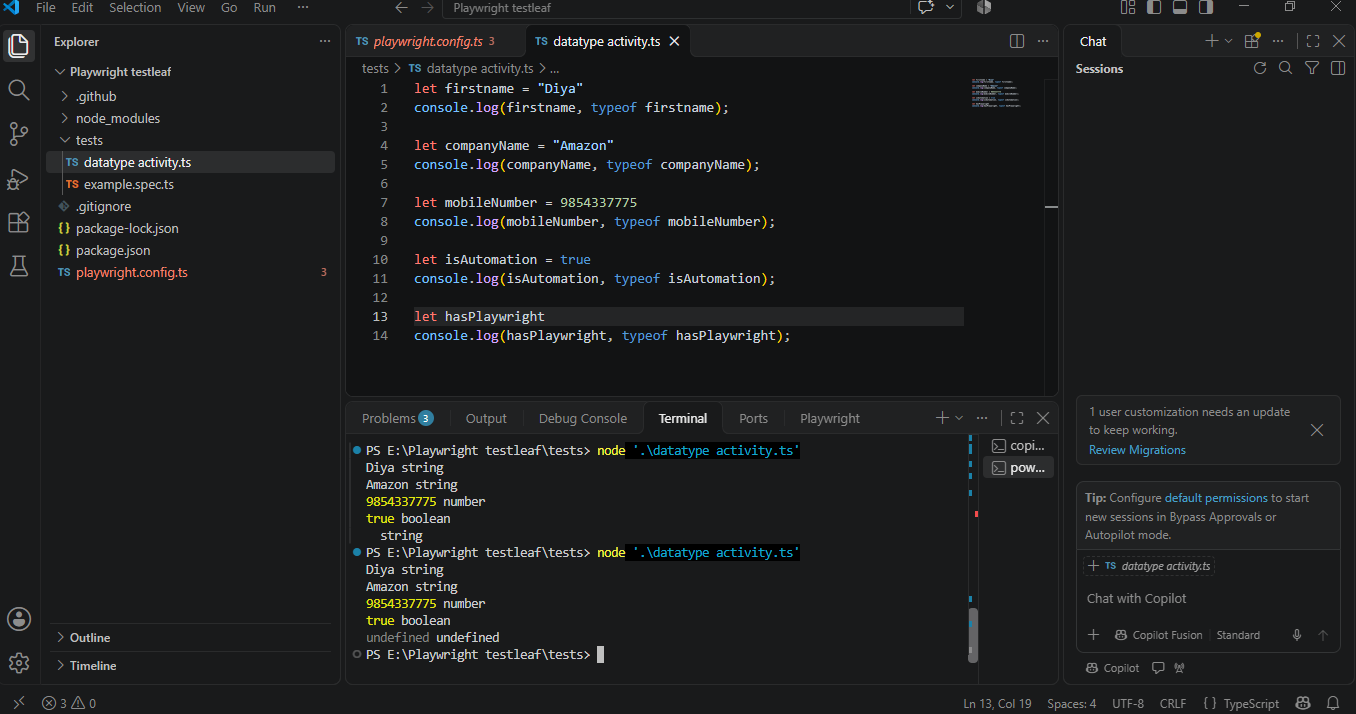 File Edit Selection View Go Run ··· Playwright testleaf
Explorer ···
Playwright testleaf
.github
node_modules
tests
TS datatype activity.ts
TS example.spec.ts
.gitignore
{} package-lock.json
{} package.json
TS playwright.config.ts 3
Outline
Timeline
TS playwright.config.ts 3 TS datatype activity.ts
tests > TS datatype activity.ts > ...
1 let firstname = "Diya"
2 console.log(firstname, typeof firstname);
3
4 let companyName = "Amazon"
5 console.log(companyName, typeof companyName);
6
7 let mobileNumber = 9854337775
8 console.log(mobileNumber, typeof mobileNumber);
9
10 let isAutomation = true
11 console.log(isAutomation, typeof isAutomation);
12
13 let hasPlaywright
14 console.log(hasPlaywright, typeof hasPlaywright);
Problems 3 Output Debug Console Terminal Ports Playwright
PS E:\Playwright testleaf\tests> node '.\datatype activity.ts'
Diya string
Amazon string
9854337775 number
true boolean
string
PS E:\Playwright testleaf\tests> node '.\datatype activity.ts'
Diya string
Amazon string
9854337775 number
true boolean
undefined undefined
PS E:\Playwright testleaf\tests>
copi...
pow...
Chat
Sessions
1 user customization needs an update
to keep working.
Review Migrations
Tip: Configure default permissions to start
new sessions in Bypass Approvals or
Autopilot mode.
TS datatype activity.ts
Chat with Copilot
Copilot Fusion Standard
Copilot
3 0 Ln 13, Col 19 Spaces: 4 UTF-8 CRLF {} TypeScript